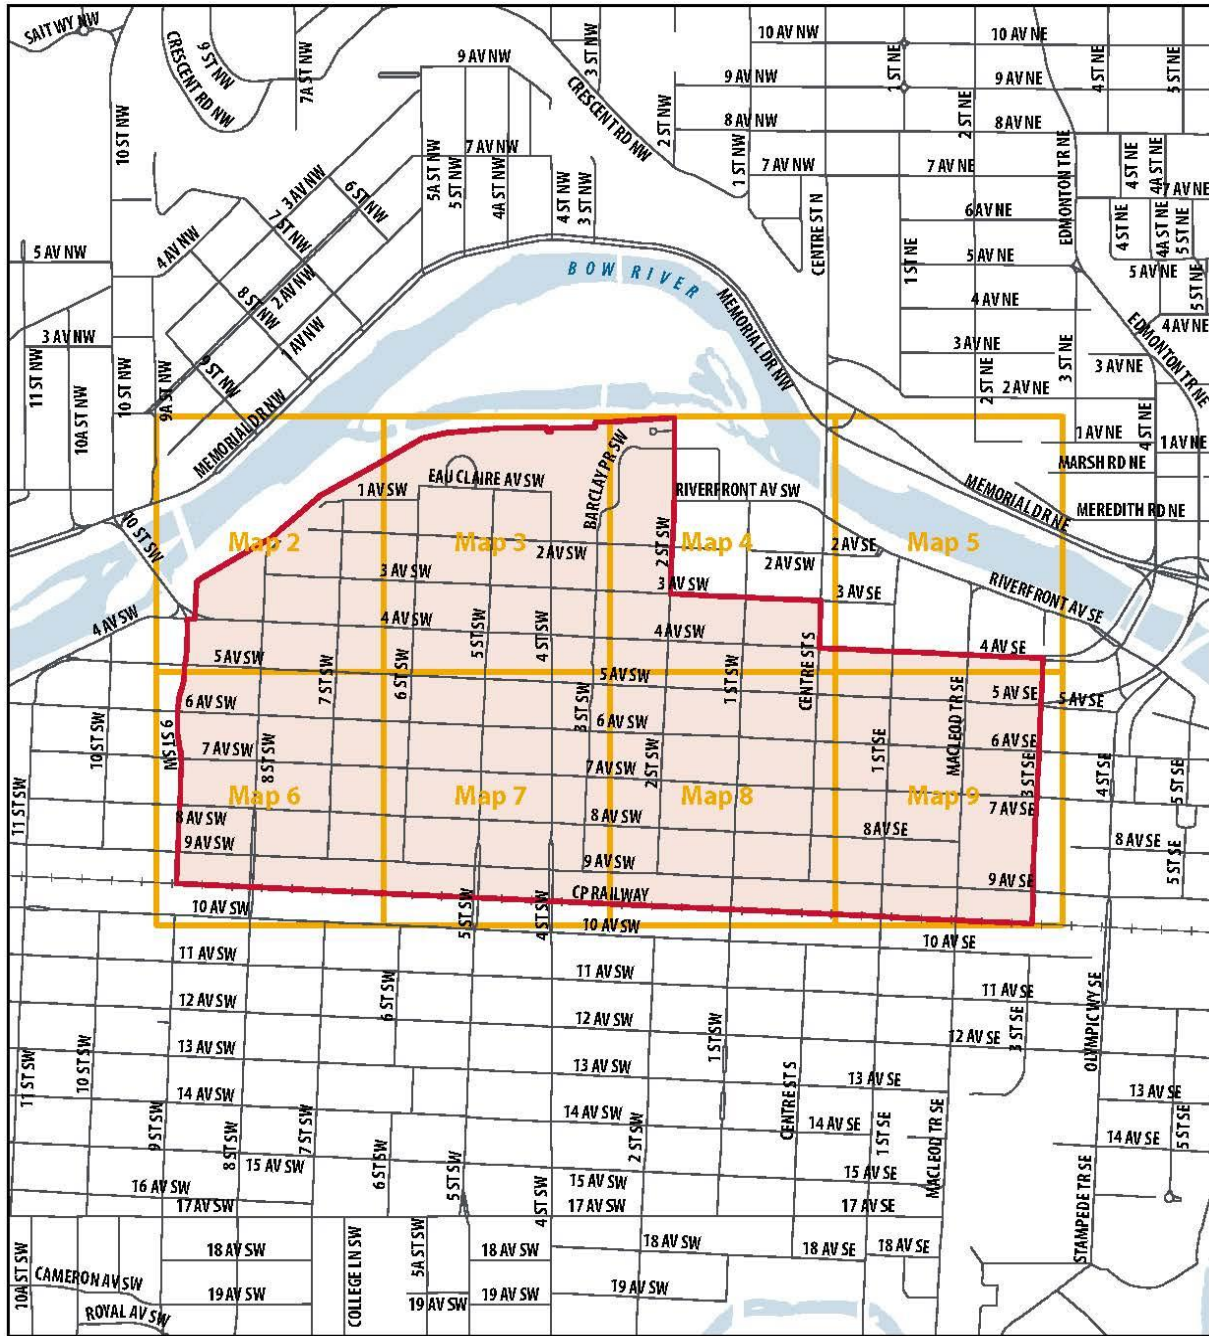 SAIT WY NW
9 ST NW
CRESCENT RD NW
7A ST NW
9 AV NW
3 ST NW
10 AV NW
1 ST NE
10 AV NE
4 ST NE
5 ST NE
9 AV NW
9 AV NE
10 ST NW
CRESCENT RD NW
2 ST NW
8 AV NW
2 ST NE
8 AV NE
7 AV NW
5A ST NW
5 ST NW
4A ST NW
4 ST NW
3 ST NW
1 ST NW
7 AV NW
7 AV NE
EDMONTON TR NE
4 ST NE
4A ST NE
7 AV NE
3 AV NW
6 ST NW
7 ST NW
CENTRE ST N
6 AV NE
4 ST NE
4A ST NE
5 ST NE
5 AV NW
4 AV NW
8 ST NW
2 AV NW
BOW RIVER
MEMORIAL DR NW
1 ST NE
5 AV NE
5 AV NE
5 ST NE
4 AV NE
EDMONTON TR NE
4 AV NE
3 AV NW
1 AV NW
11 ST NW
10A ST NW
10 ST NW
9A ST NW
9 ST NW
3 AV NE
2 ST NE
3 ST NE
3 AV NE
2 AV NE
MEMORIAL DR NW
BARCLAY PR SW
1 AV NE
4 ST NE
1 AV NE
MARSH RD NE
EAU CLAIRE AV SW
1 AV SW
RIVERFRONT AV SW
MEMORIAL DR NE
MEREDITH RD NE
10 ST SW
Map 2
Map 3
2 AV SW
2 ST SW
Map 4
2 AV SW
2 AV SE
Map 5
3 AV SW
3 AV SW
3 AV SE
RIVERFRONT AV SE
4 AV SW
4 AV SW
5 ST SW
4 ST SW
4 AV SW
CENTRE ST S
4 AV SE
5 AV SW
7 ST SW
6 ST SW
5 AV SW
1 ST SW
MACLEOD TR SE
5 AV SE
5 AV SE
6 AV SW
3 ST SW
6 AV SW
6 AV SE
10 ST SW
9 ST SW
7 AV SW
8 ST SW
7 AV SW
2 ST SW
1 ST SE
3 ST SE
4 ST SE
5 ST SE
11 ST SW
Map 6
Map 7
Map 8
Map 9
7 AV SE
8 AV SW
8 AV SW
8 AV SE
8 AV SE
9 AV SW
9 AV SW
9 AV SE
5 ST SE
CP RAILWAY
10 AV SW
5 ST SW
4 ST SW
10 AV SW
10 AV SE
11 AV SW
11 AV SW
11 AV SE
12 AV SW
6 ST SW
12 AV SW
1 ST SW
12 AV SE
3 ST SE
OLYMPIC WY SE
13 AV SW
13 AV SW
13 AV SE
13 AV SE
11 ST SW
10 ST SW
14 AV SW
14 AV SW
CENTRE ST S
14 AV SE
1 ST SE
14 AV SE
5 ST SE
9 ST SW
8 ST SW
7 ST SW
15 AV SW
6 ST SW
5 ST SW
2 ST SW
15 AV SW
15 AV SE
MACLEOD TR SE
16 AV SW
17 AV SW
4 ST SW
17 AV SW
17 AV SE
STAMPEDE TR SE
18 AV SW
COLLEGE LN SW
5A ST SW
18 AV SW
18 AV SW
18 AV SE
18 AV SE
10A ST SW
CAMERON AV SW
19 AV SW
19 AV SW
19 AV SW
19 AV SW
ROYAL AV SW